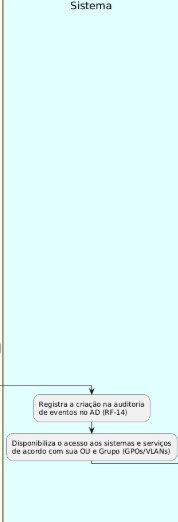 Sistema
Registra a criação na auditoria
de eventos no AD (RF-14)
Disponibiliza o acesso aos sistemas e serviços
de acordo com sua OU e Grupo (GPOs/VLANs)